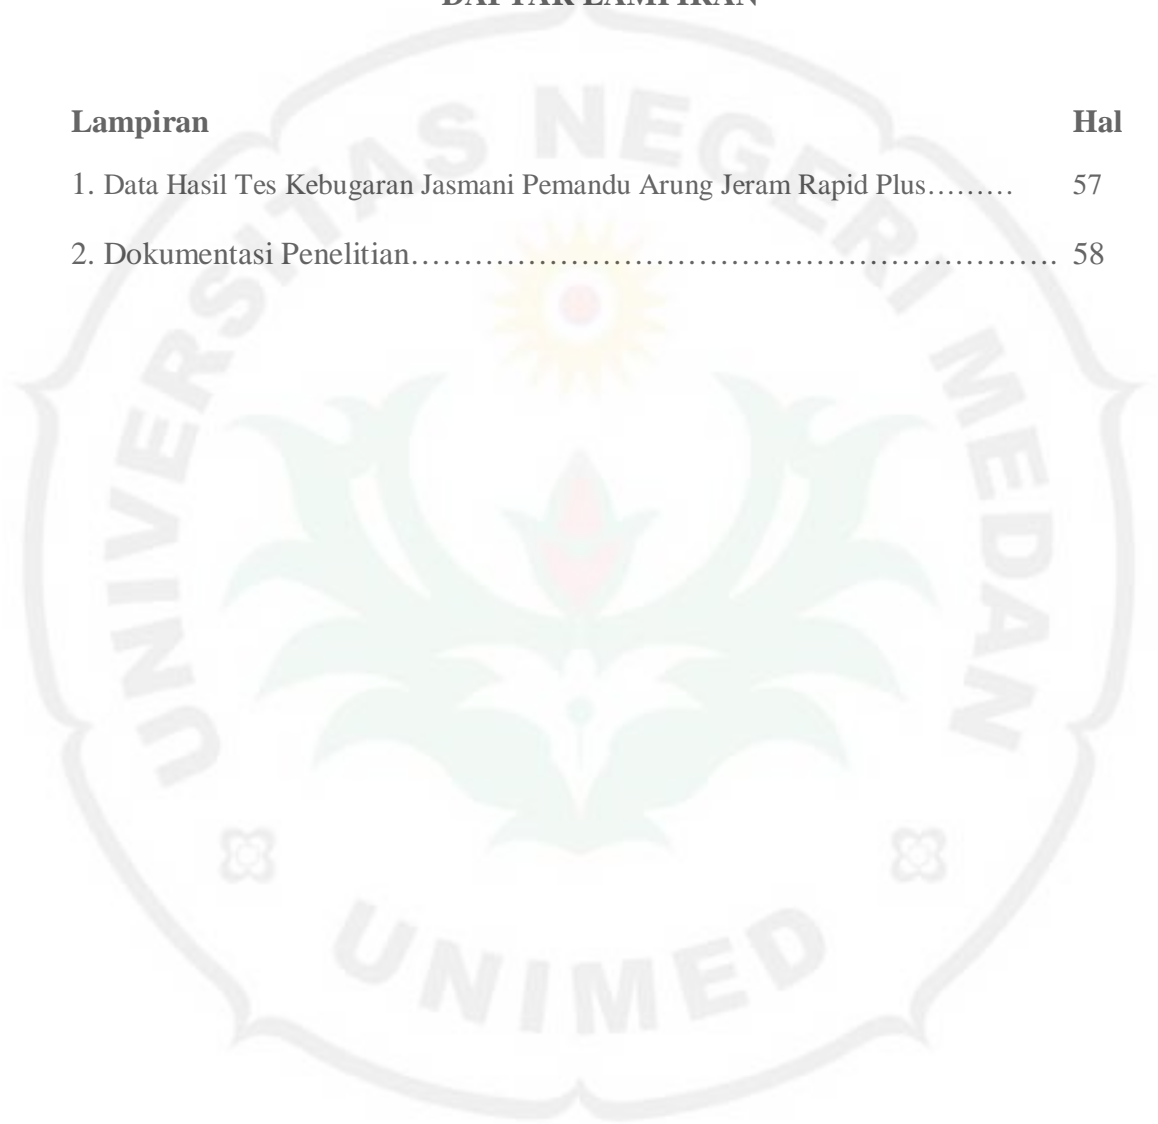 DAFTAR LAMPIRAN
Lampiran Hal
1. Data Hasil Tes Kebugaran Jasmani Pemandu Arung Jeram Rapid Plus……… 57
2. Dokumentasi Penelitian……………………………………………………. 58
UNIVERSITAS NEGERI MEDAN
UNIMED